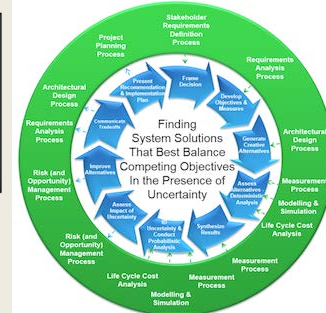 Stakeholder
Requirements
Definition
Process
Requirements
Analysis
Process
Architectural
Design
Process
Measurement
Process
Modelling &
Simulation
Life Cycle Cost
Analysis
Measurement
Process
Measurement
Process
Modelling &
Simulation
Life Cycle Cost
Analysis
Risk (and
Opportunity)
Management
Process
Risk (and
Opportunity)
Management
Process
Requirements
Analysis
Process
Architectural
Design
Process
Project
Planning
Process
Frame
Decision
Develop
Objectives &
Measures
Generate
Creative
Alternatives
Assess
Alternatives
Deterministic
Analysis
Synthesize
Results
Uncertainty &
Conduct
Probabilistic
Analysis
Assess
Impact of
Uncertainty
Improve
Alternatives
Communicate
Tradeoffs
Present
Recommendation
& Implementation
Plan
Finding
System Solutions
That Best Balance
Competing Objectives
In the Presence of
Uncertainty